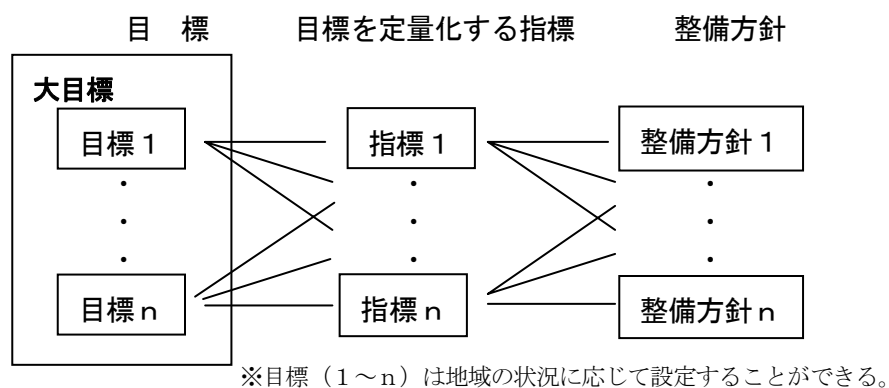 目　標　　目標を定量化する指標　　整備方針
大目標
目標１　　指標１　　整備方針１
・　　・　　・
・　　・　　・
・　　・　　・
目標ｎ　　指標ｎ　　整備方針ｎ
※目標（１～ｎ）は地域の状況に応じて設定することができる。